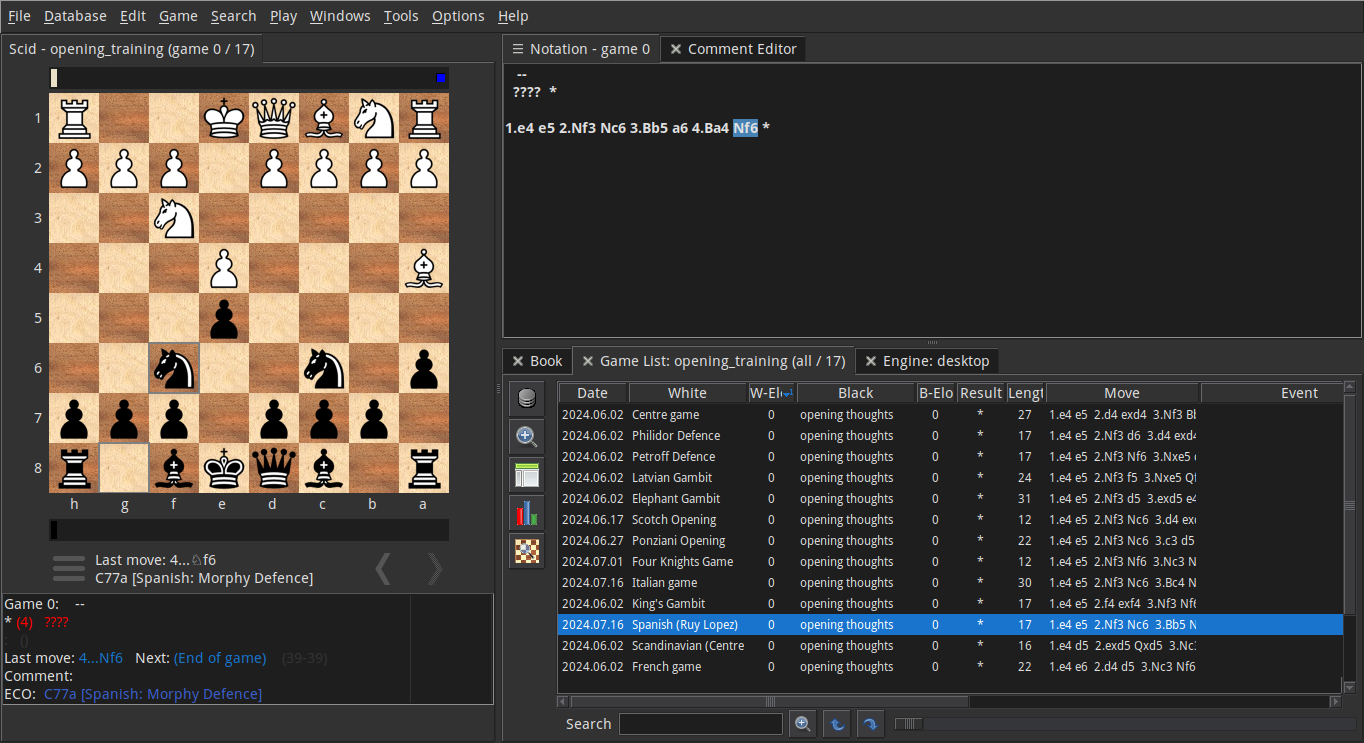 File Database Edit Game Search Play Windows Tools Options Help
Scid - opening_training (game 0 / 17)
1
2
3
4
5
6
7
8
h g f e d c b a
Last move: 4...♘f6
C77a [Spanish: Morphy Defence]
Game 0: --
* (4) ????
: ()
Last move: 4...Nf6 Next: (End of game) (39-39)
Comment:
ECO: C77a [Spanish: Morphy Defence]
Notation - game 0 Comment Editor
--
???? *
1.e4 e5 2.Nf3 Nc6 3.Bb5 a6 4.Ba4 Nf6 *
Book Game List: opening_training (all / 17) Engine: desktop
Date White W-El Black B-Elo Result Lengt Move Event
2024.06.02 Centre game 0 opening thoughts 0 * 27 1.e4 e5 2.d4 exd4 3.Nf3 Bb
2024.06.02 Philidor Defence 0 opening thoughts 0 * 17 1.e4 e5 2.Nf3 d6 3.d4 exd4
2024.06.02 Petroff Defence 0 opening thoughts 0 * 17 1.e4 e5 2.Nf3 Nf6 3.Nxe5
2024.06.02 Latvian Gambit 0 opening thoughts 0 * 24 1.e4 e5 2.Nf3 f5 3.Nxe5 Qf
2024.06.02 Elephant Gambit 0 opening thoughts 0 * 31 1.e4 e5 2.Nf3 d5 3.exd5 e4
2024.06.17 Scotch Opening 0 opening thoughts 0 * 12 1.e4 e5 2.Nf3 Nc6 3.d4 ex
2024.06.27 Ponziani Opening 0 opening thoughts 0 * 22 1.e4 e5 2.Nf3 Nc6 3.c3 d5
2024.07.01 Four Knights Game 0 opening thoughts 0 * 12 1.e4 e5 2.Nf3 Nf6 3.Nc3 N
2024.07.16 Italian game 0 opening thoughts 0 * 30 1.e4 e5 2.Nf3 Nc6 3.Bc4 N
2024.06.02 King's Gambit 0 opening thoughts 0 * 17 1.e4 e5 2.f4 exf4 3.Nf3 Nf6
2024.07.16 Spanish (Ruy Lopez) 0 opening thoughts 0 * 17 1.e4 e5 2.Nf3 Nc6 3.Bb5 N
2024.06.02 Scandinavian (Centre 0 opening thoughts 0 * 16 1.e4 d5 2.exd5 Qxd5 3.Nc3
2024.06.02 French game 0 opening thoughts 0 * 22 1.e4 e6 2.d4 d5 3.Nc3 Nf6
Search